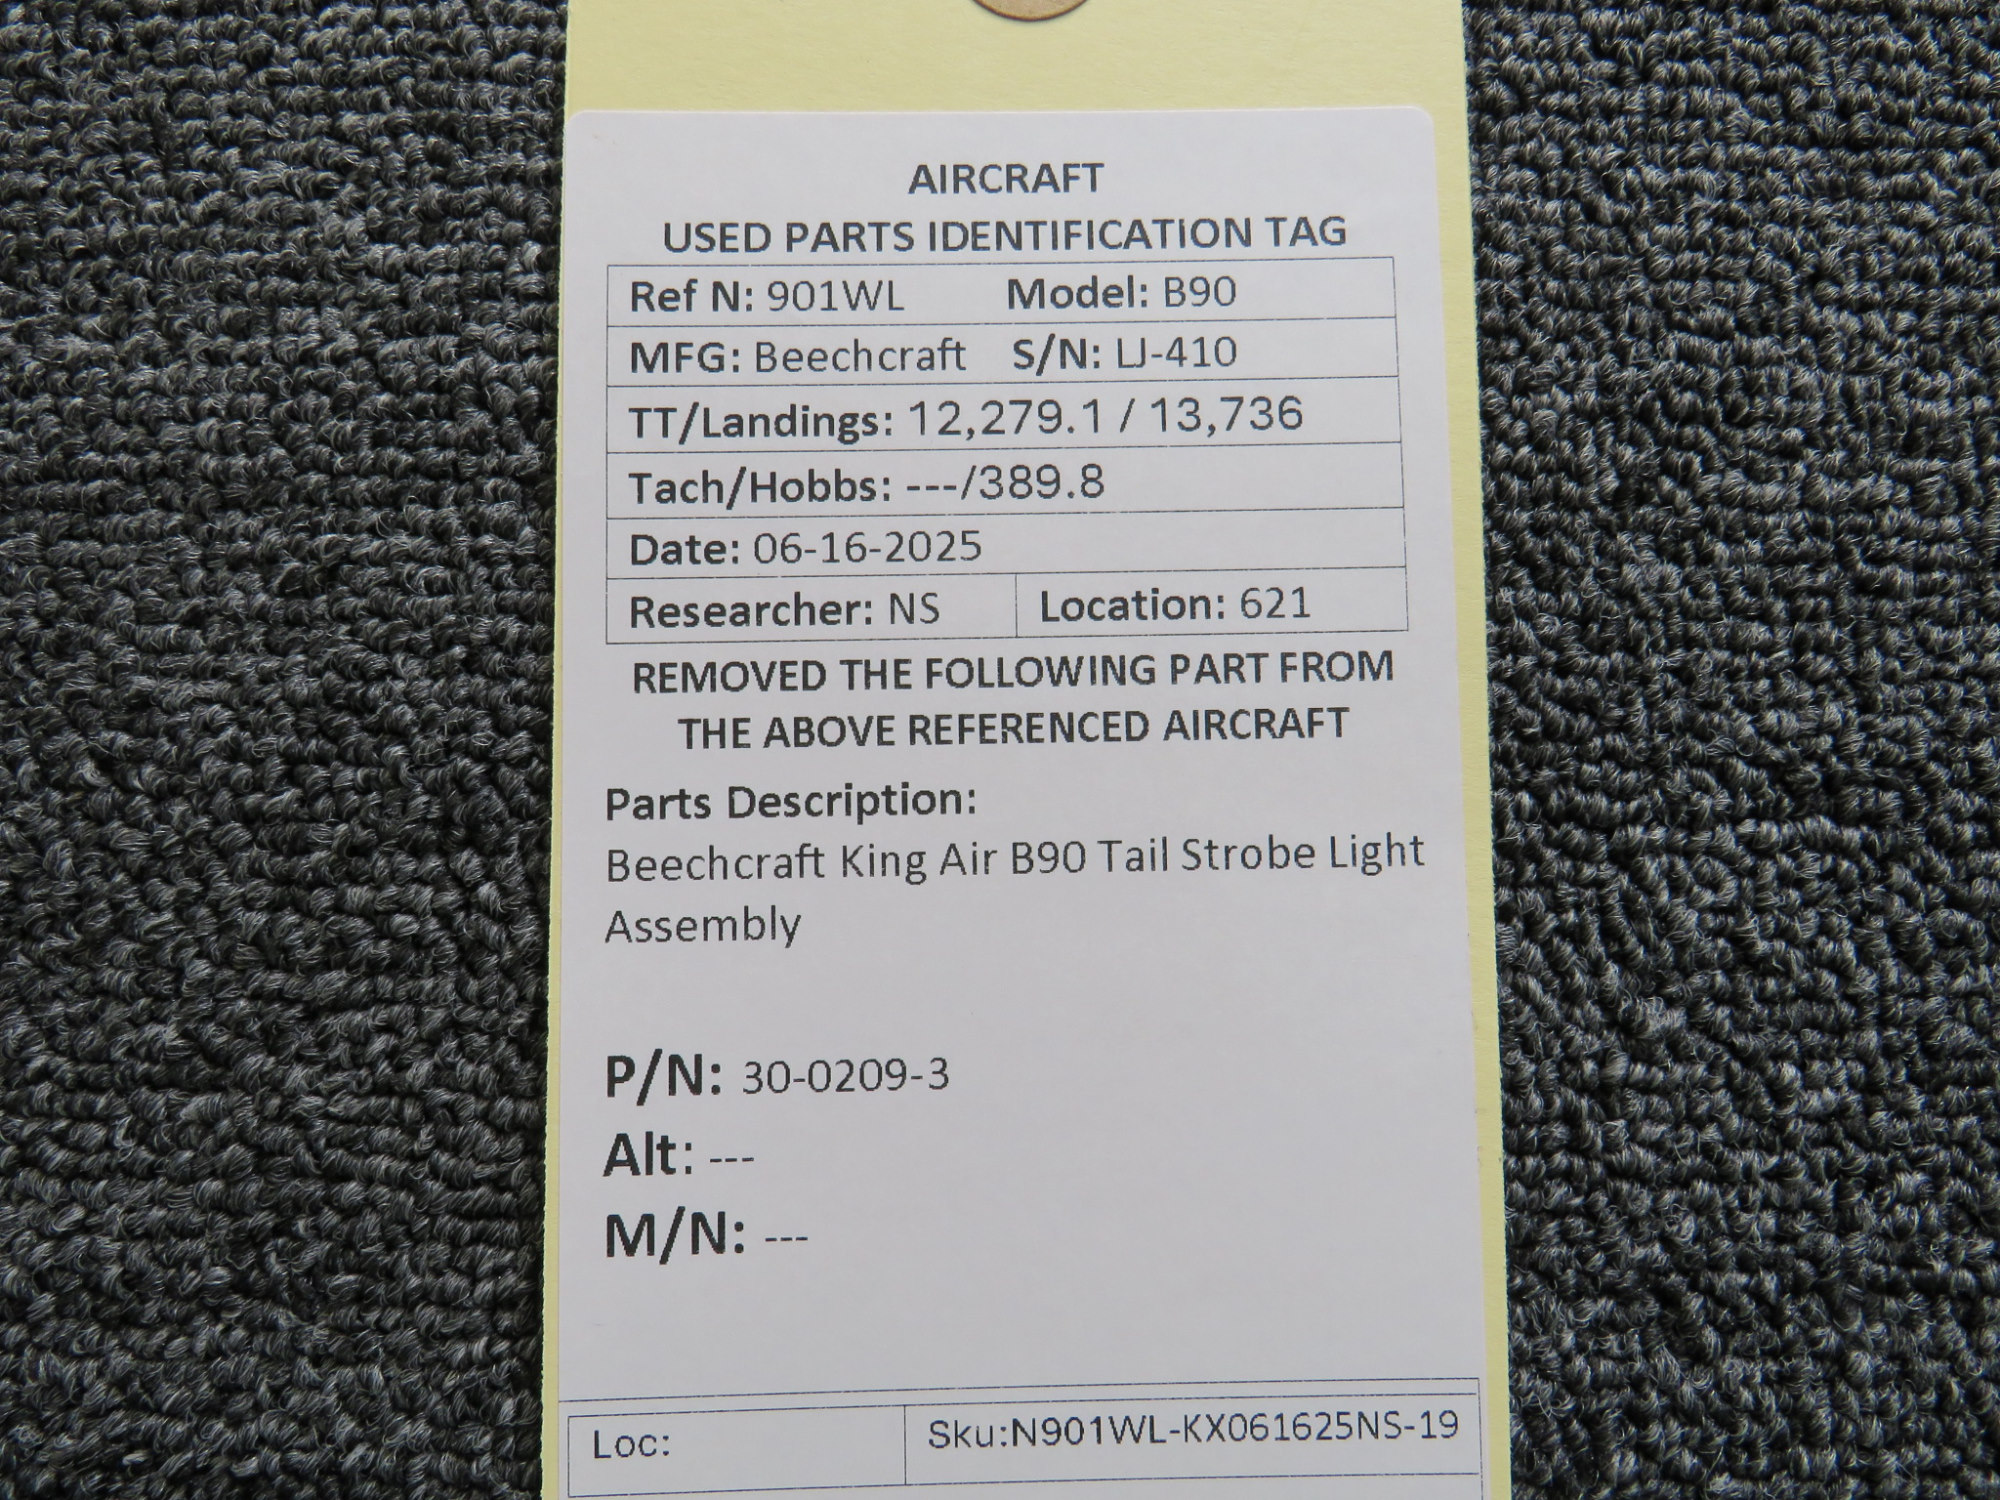 AIRCRAFT
USED PARTS IDENTIFICATION TAG
Ref N: 901WL Model: B90
MFG: Beechcraft S/N: LJ-410
TT/Landings: 12,279.1 / 13,736
Tach/Hobbs: ---/389.8
Date: 06-16-2025
Researcher: NS Location: 621
REMOVED THE FOLLOWING PART FROM
THE ABOVE REFERENCED AIRCRAFT
Parts Description:
Beechcraft King Air B90 Tail Strobe Light
Assembly
P/N: 30-0209-3
Alt: ---
M/N: ---
Loc: Sku:N901WL-KX061625NS-19